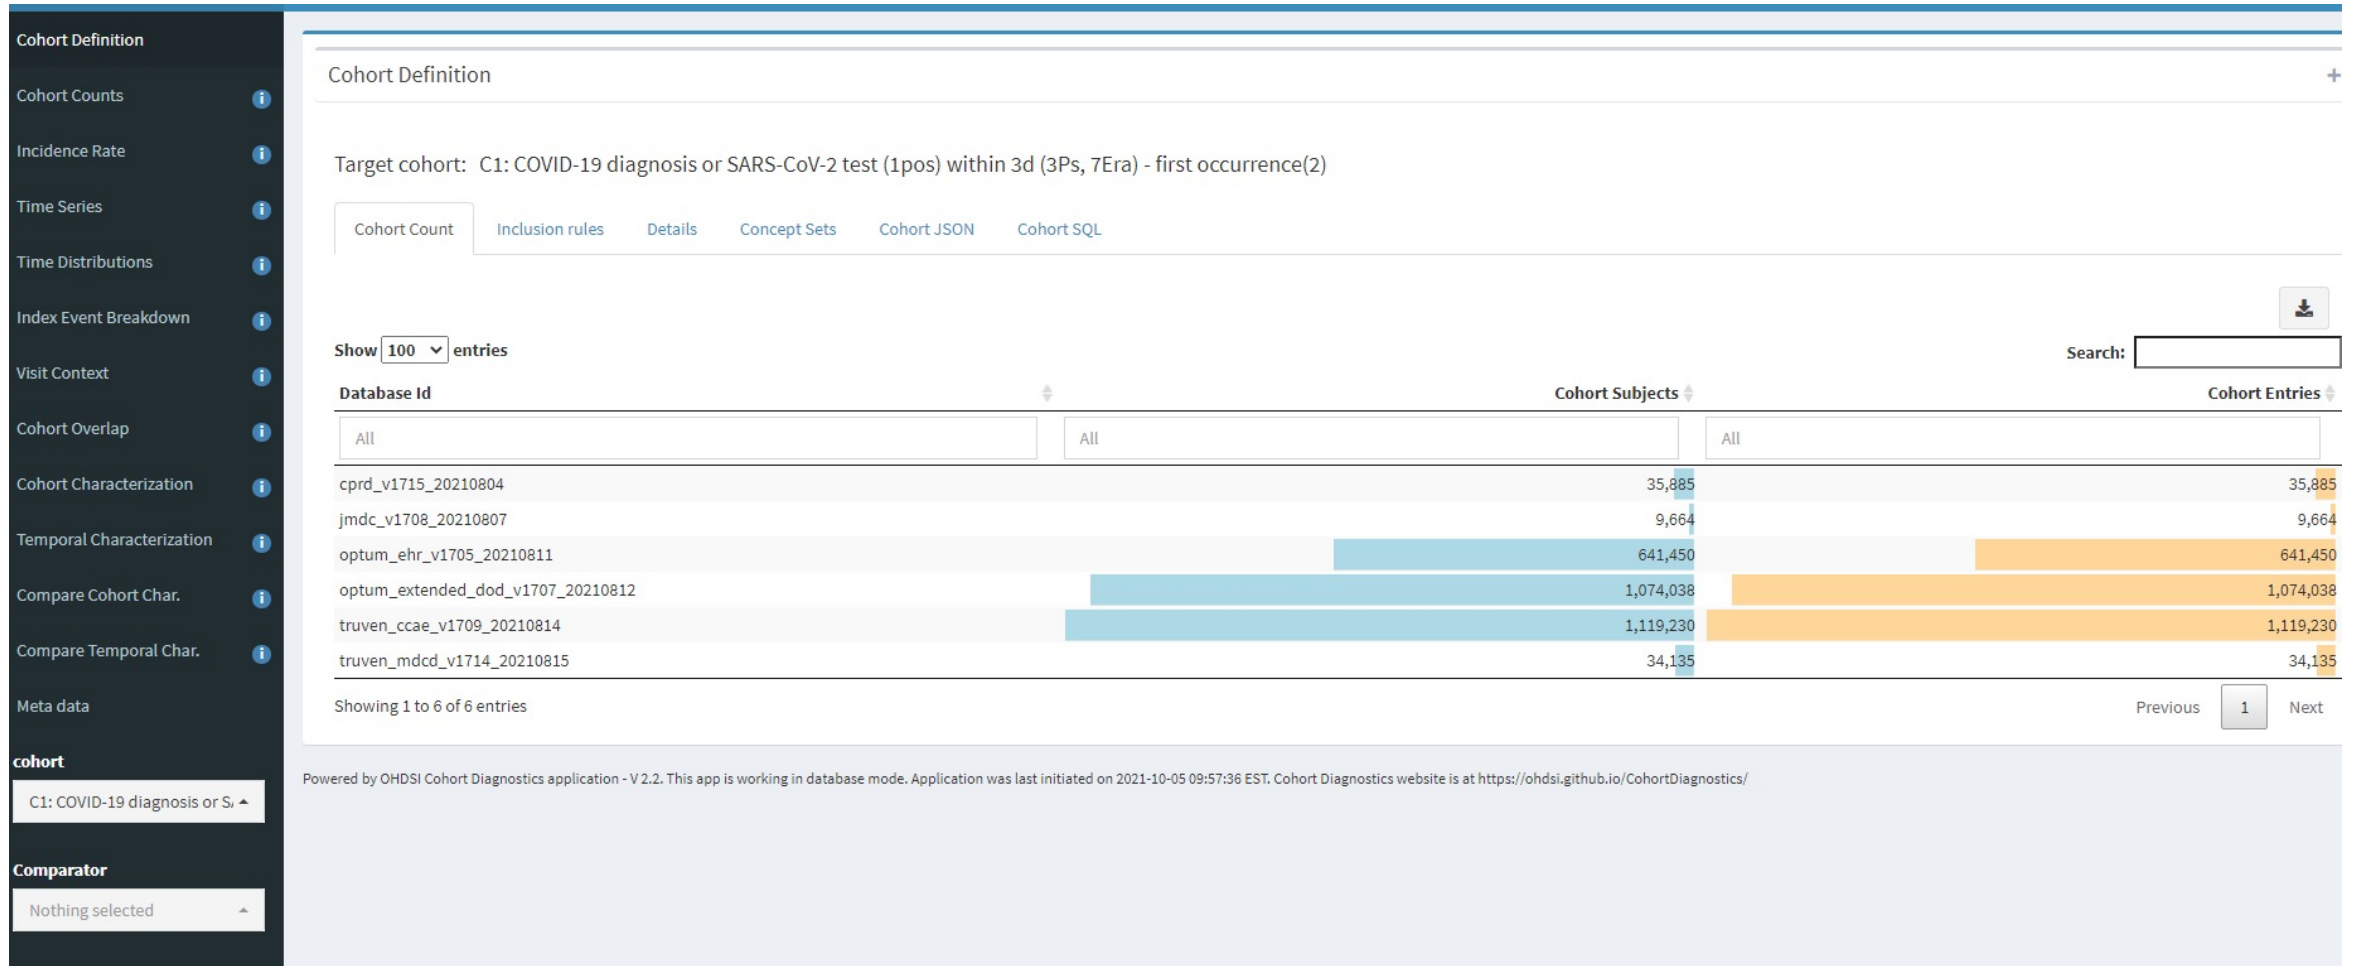 Cohort Definition
Cohort Counts
Incidence Rate
Time Series
Time Distributions
Index Event Breakdown
Visit Context
Cohort Overlap
Cohort Characterization
Temporal Characterization
Compare Cohort Char.
Compare Temporal Char.
Meta data
cohort
C1: COVID-19 diagnosis or S
Comparator
Nothing selected
Cohort Definition
Target cohort: C1: COVID-19 diagnosis or SARS-CoV-2 test (1pos) within 3d (3Ps, 7Era) - first occurrence(2)
Cohort Count Inclusion rules Details Concept Sets Cohort JSON Cohort SQL
Show 100 entries Search:
Database Id Cohort Subjects Cohort Entries
All All All
cprd_v1715_20210804 35,885 35,885
jmdc_v1708_20210807 9,664 9,664
optum_ehr_v1705_20210811 641,450 641,450
optum_extended_dod_v1707_20210812 1,074,038 1,074,038
truven_ccae_v1709_20210814 1,119,230 1,119,230
truven_mdcd_v1714_20210815 34,135 34,135
Showing 1 to 6 of 6 entries Previous 1 Next
Powered by OHDSI Cohort Diagnostics application - V 2.2. This app is working in database mode. Application was last initiated on 2021-10-05 09:57:36 EST. Cohort Diagnostics website is at https://ohdsi.github.io/CohortDiagnostics/